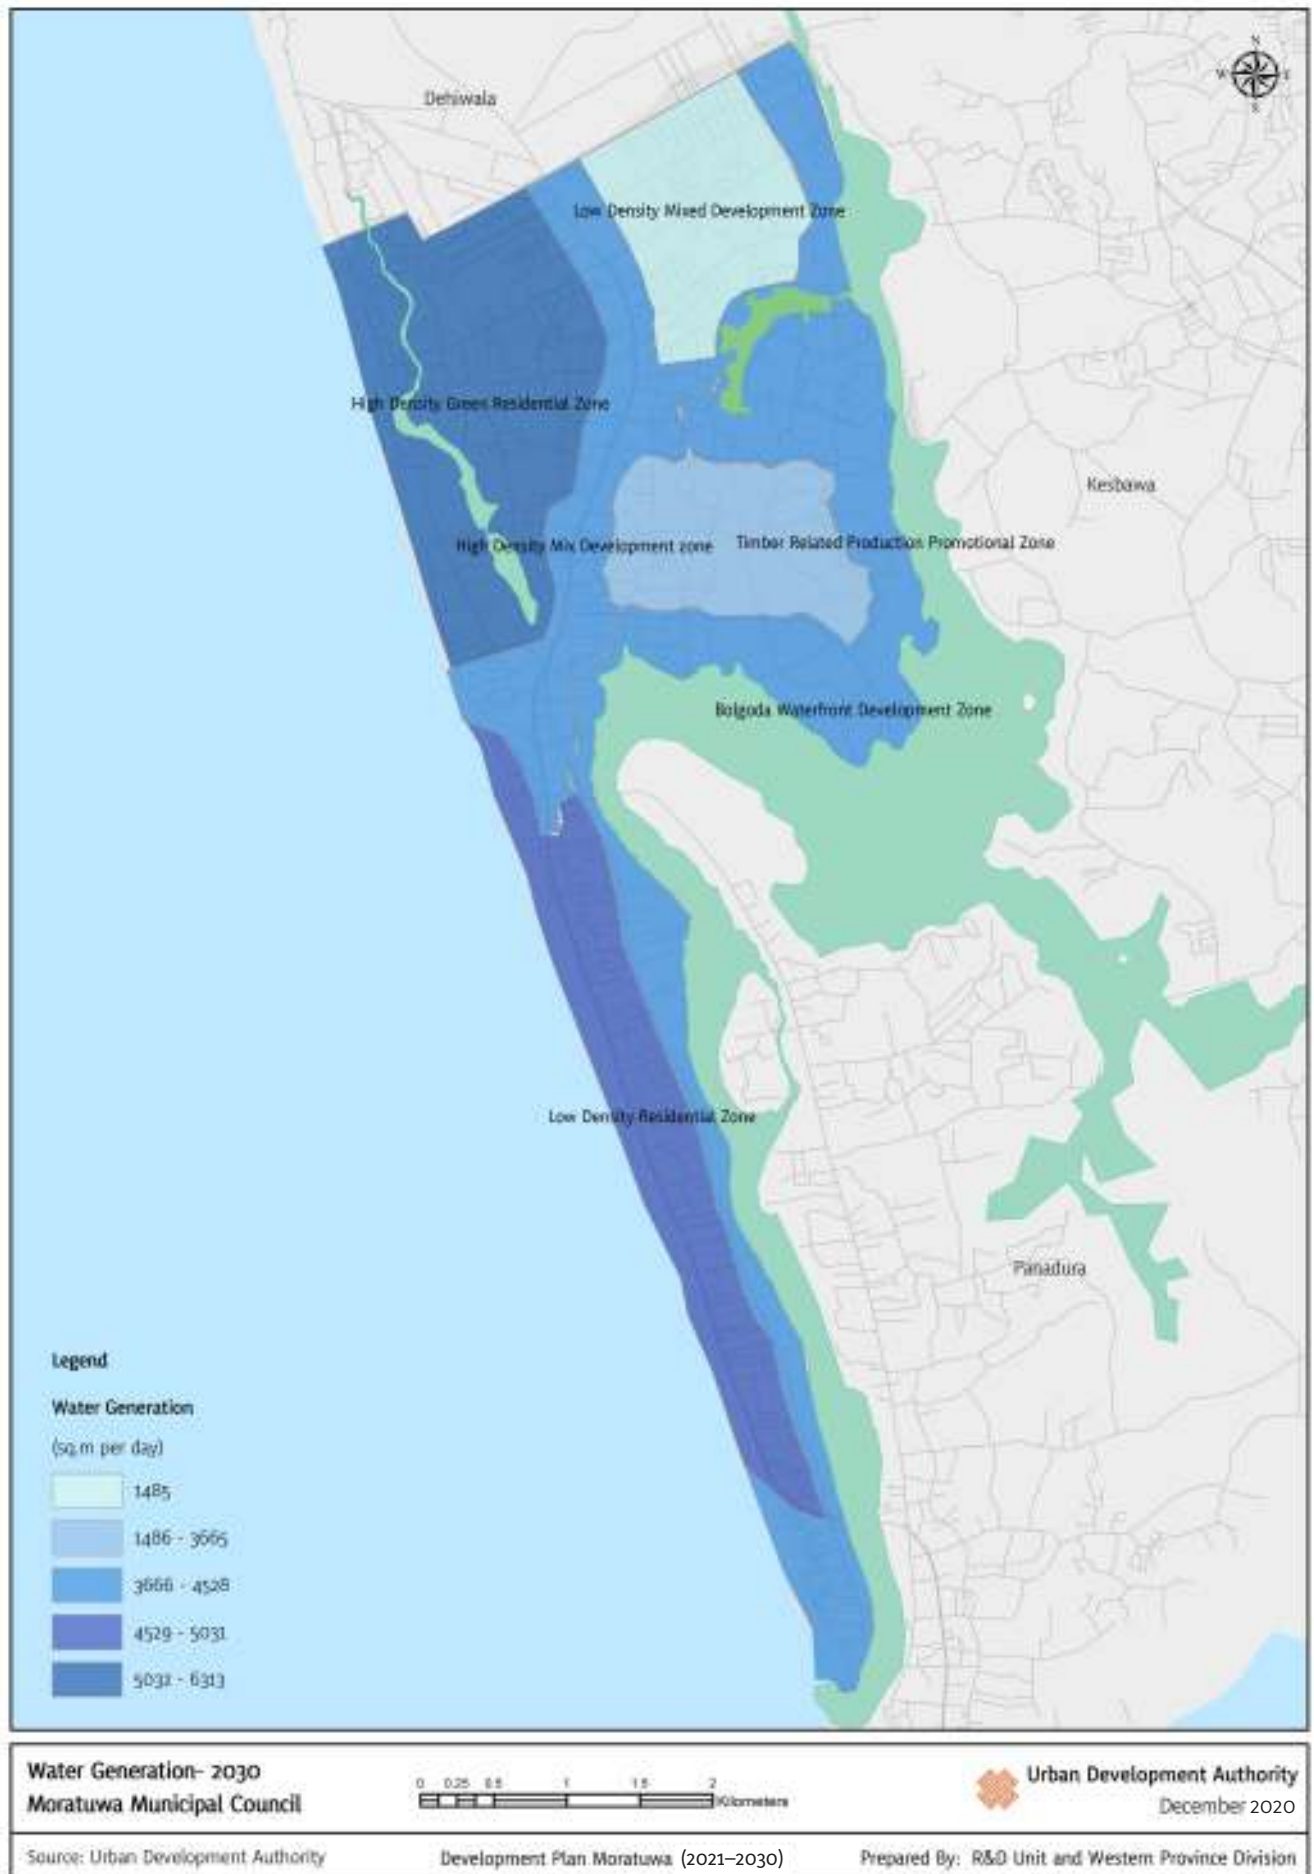 Dehiwala
N
W E
S
Low Density Mixed Development Zone
High Density Green Residential Zone
Kesbawa
High Density Mix Development zone
Timber Related Production Promotional Zone
Bolgoda Waterfront Development Zone
Low Density Residential Zone
Panadura
Legend
Water Generation
(sq.m per day)
1485
1486 - 3665
3666 - 4528
4529 - 5031
5032 - 6313
Water Generation- 2030
Moratuwa Municipal Council
0 0.25 0.5 1 1.5 2
Kilometers
Urban Development Authority
December 2020
Source: Urban Development Authority
Development Plan Moratuwa (2021–2030)
Prepared By: R&D Unit and Western Province Division